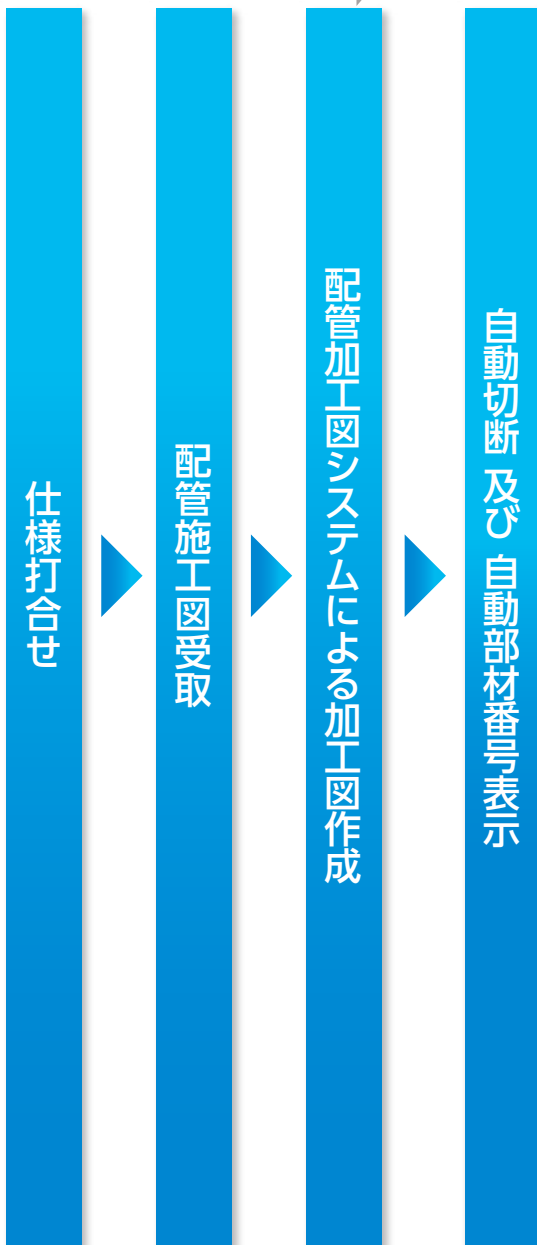 仕様打合せ
配管施工図受取
配管加工図システムによる加工図作成
自動切断 及び 自動部材番号表示